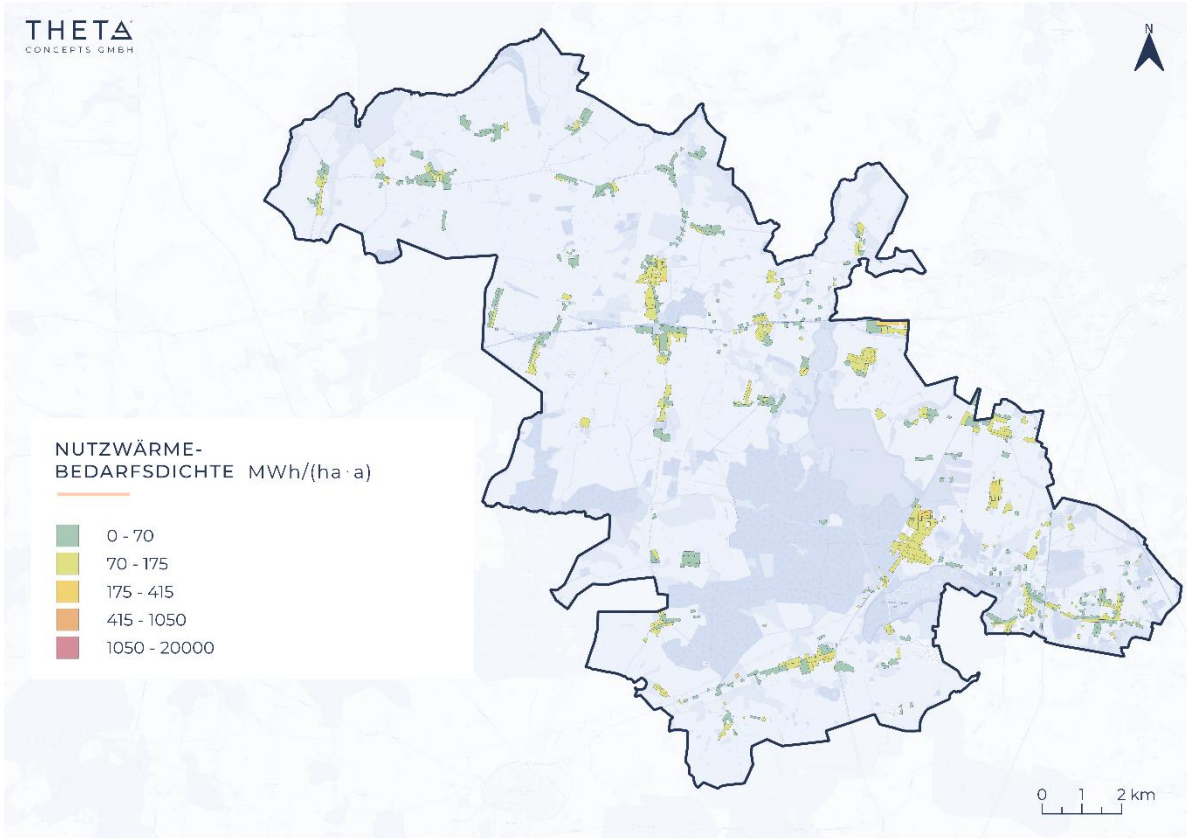 THETA
CONCEPTS GMBH
N
NUTZWÄRME-
BEDARFSDICHTE MWh/(ha·a)
0 - 70
70 - 175
175 - 415
415 - 1050
1050 - 20000
0 1 2 km